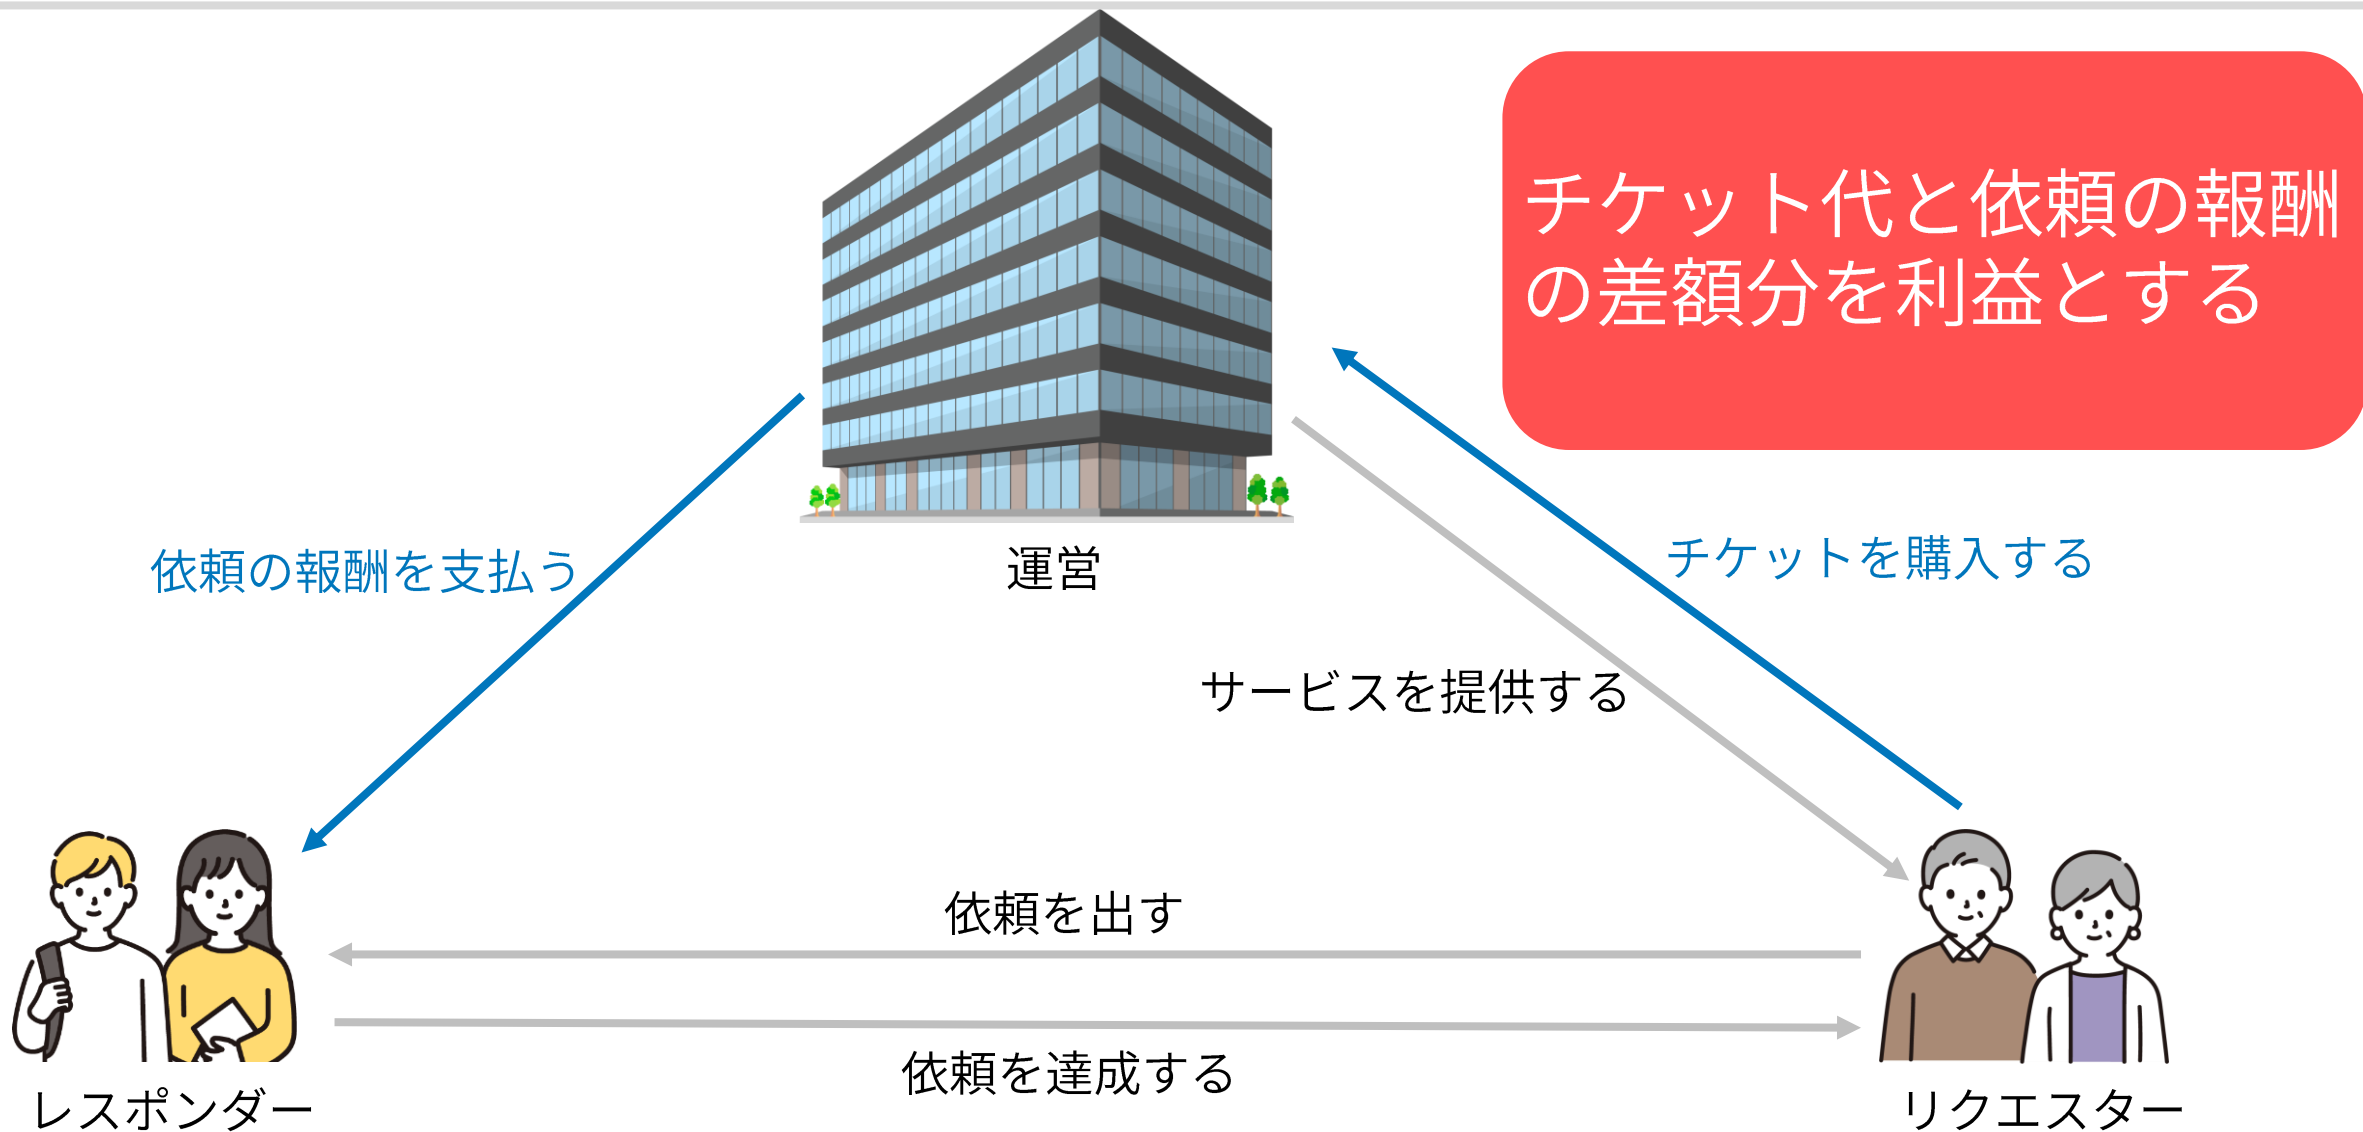 チケット代と依頼の報酬
の差額分を利益とする
運営
依頼の報酬を支払う
チケットを購入する
サービスを提供する
依頼を出す
依頼を達成する
レスポンダー
リクエスター